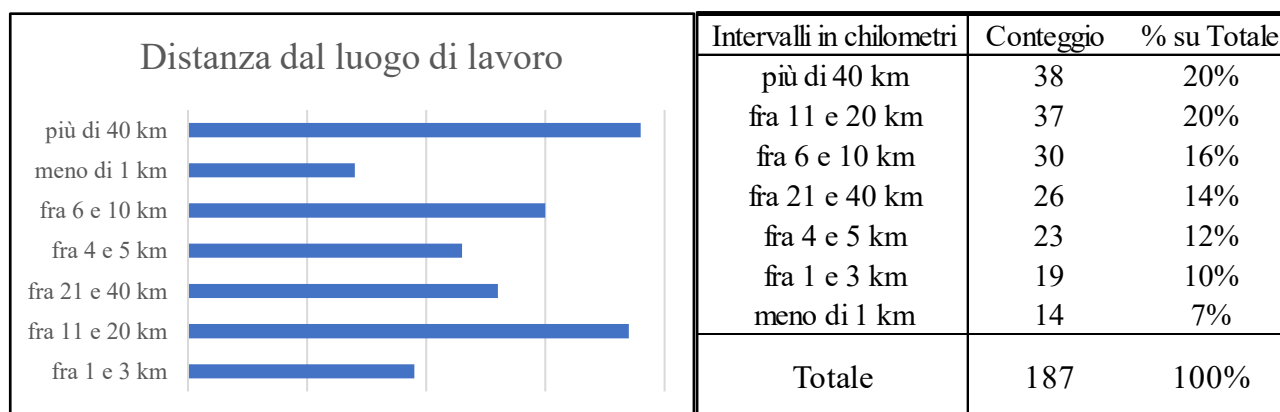 Distanza dal luogo di lavoro
più di 40 km
meno di 1 km
fra 6 e 10 km
fra 4 e 5 km
fra 21 e 40 km
fra 11 e 20 km
fra 1 e 3 km
Intervalli in chilometri Conteggio % su Totale
più di 40 km 38 20%
fra 11 e 20 km 37 20%
fra 6 e 10 km 30 16%
fra 21 e 40 km 26 14%
fra 4 e 5 km 23 12%
fra 1 e 3 km 19 10%
meno di 1 km 14 7%
Totale 187 100%